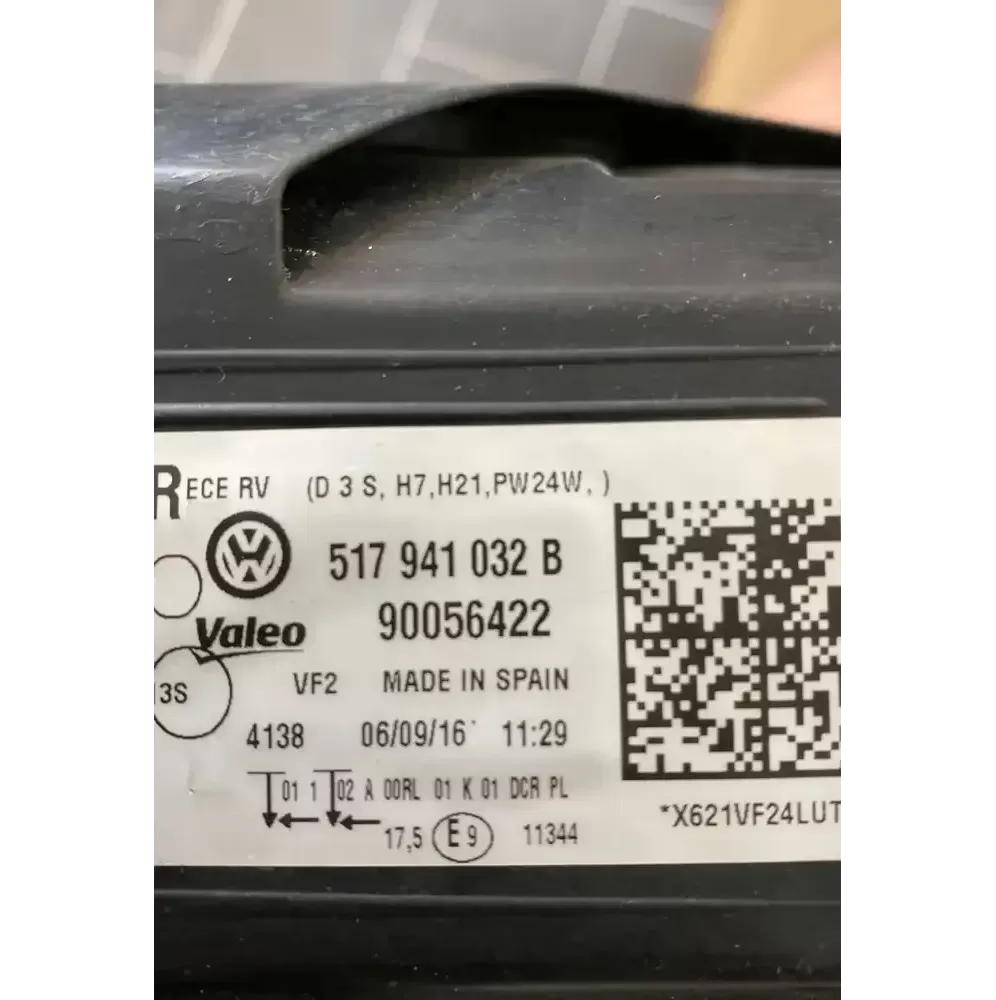 R ECE RV (D 3 S, H7,H21,PW24W, )
517 941 032 B
Valeo 90056422
3S VF2 MADE IN SPAIN
4138 06/09/16 11:29
01 1 02 A 00RL 01 K 01 DCR PL
17,5 E9 11344
*X621VF24LUT